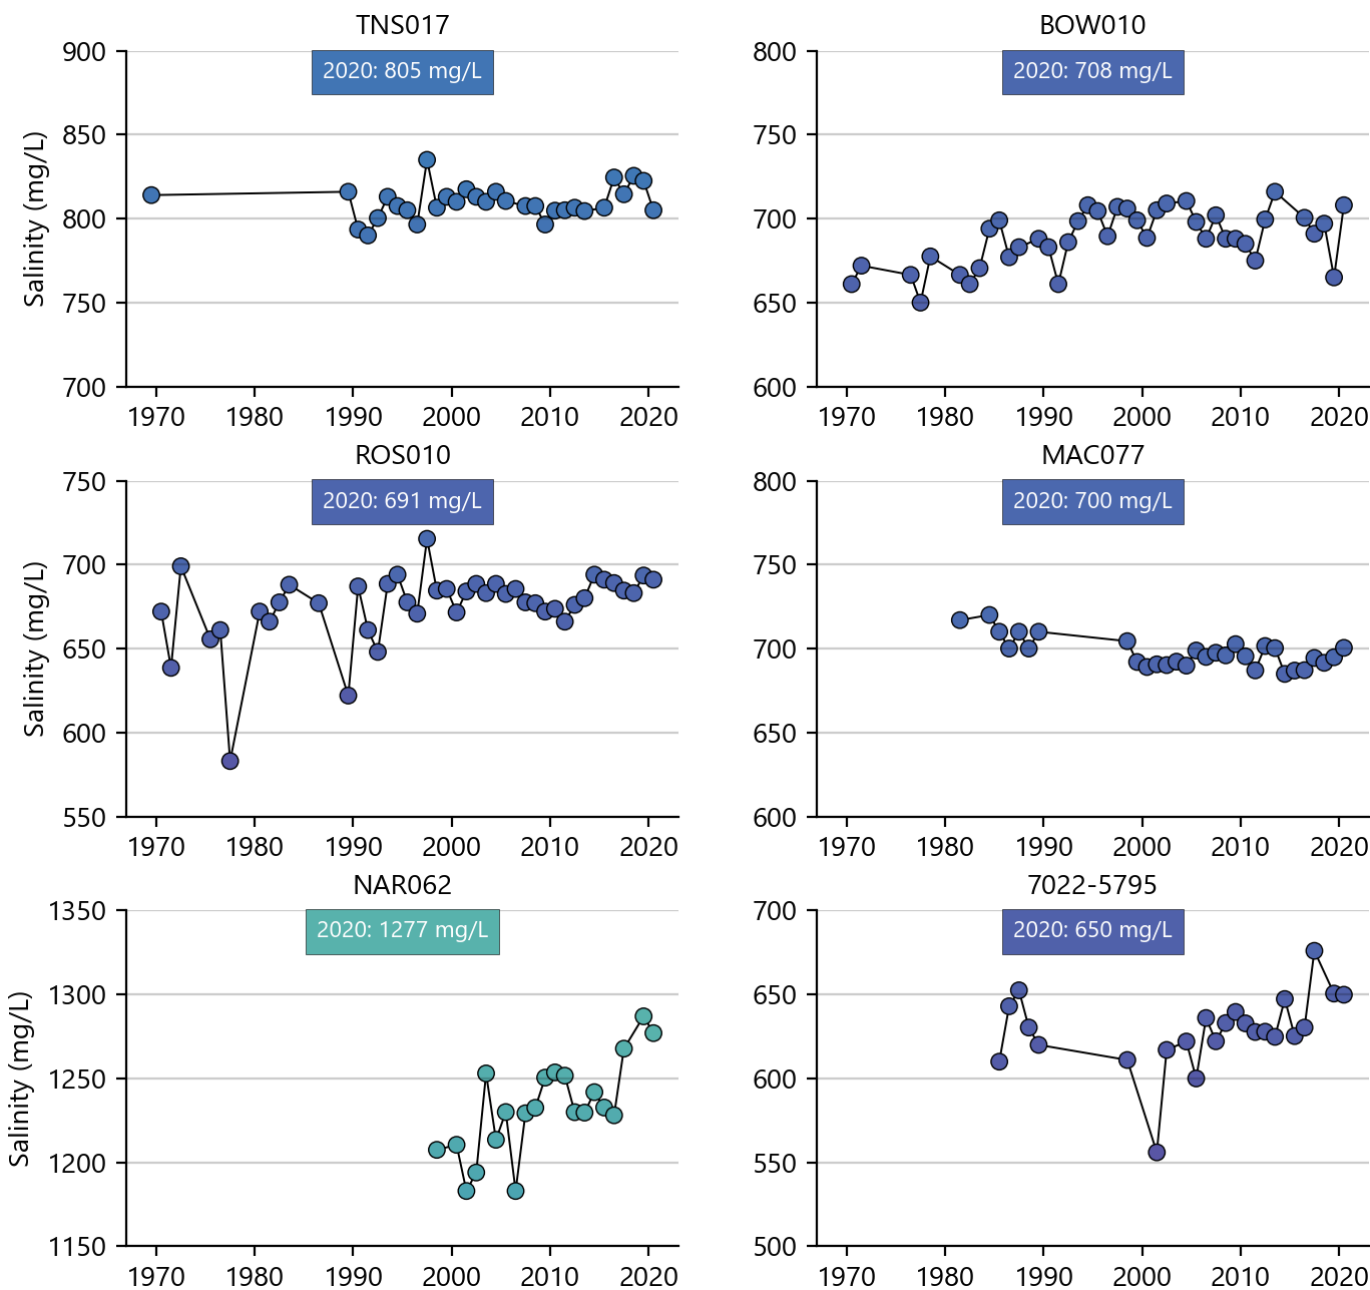 TNS017
2020: 805 mg/L
Salinity (mg/L)
900
850
800
750
700
1970 1980 1990 2000 2010 2020
BOW010
2020: 708 mg/L
800
750
700
650
600
1970 1980 1990 2000 2010 2020
ROS010
2020: 691 mg/L
Salinity (mg/L)
750
700
650
600
550
1970 1980 1990 2000 2010 2020
MAC077
2020: 700 mg/L
800
750
700
650
600
1970 1980 1990 2000 2010 2020
NAR062
2020: 1277 mg/L
Salinity (mg/L)
1350
1300
1250
1200
1150
1970 1980 1990 2000 2010 2020
7022-5795
2020: 650 mg/L
700
650
600
550
500
1970 1980 1990 2000 2010 2020